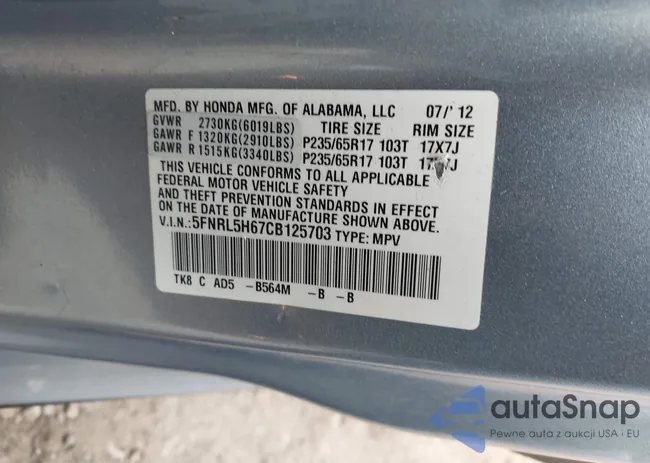 MFD. BY HONDA MFG. OF ALABAMA, LLC 07/'12
GVWR 2730KG(6019LBS) TIRE SIZE RIM SIZE
GAWR F 1320KG(2910LBS) P235/65R17 103T 17X7J
GAWR R 1515KG(3340LBS) P235/65R17 103T
THIS VEHICLE CONFORMS TO ALL APPLICABLE
FEDERAL MOTOR VEHICLE SAFETY
AND THEFT PREVENTION STANDARDS IN
EFFECT ON THE DATE OF MANUFACTURE SHOWN ABOVE.
V.I.N.: 5FNRL5H67CB125703 TYPE: MPV
TK8 C AD5 -B564M -B -B
autaSnap
Pewne auta z aukcji USA i EU